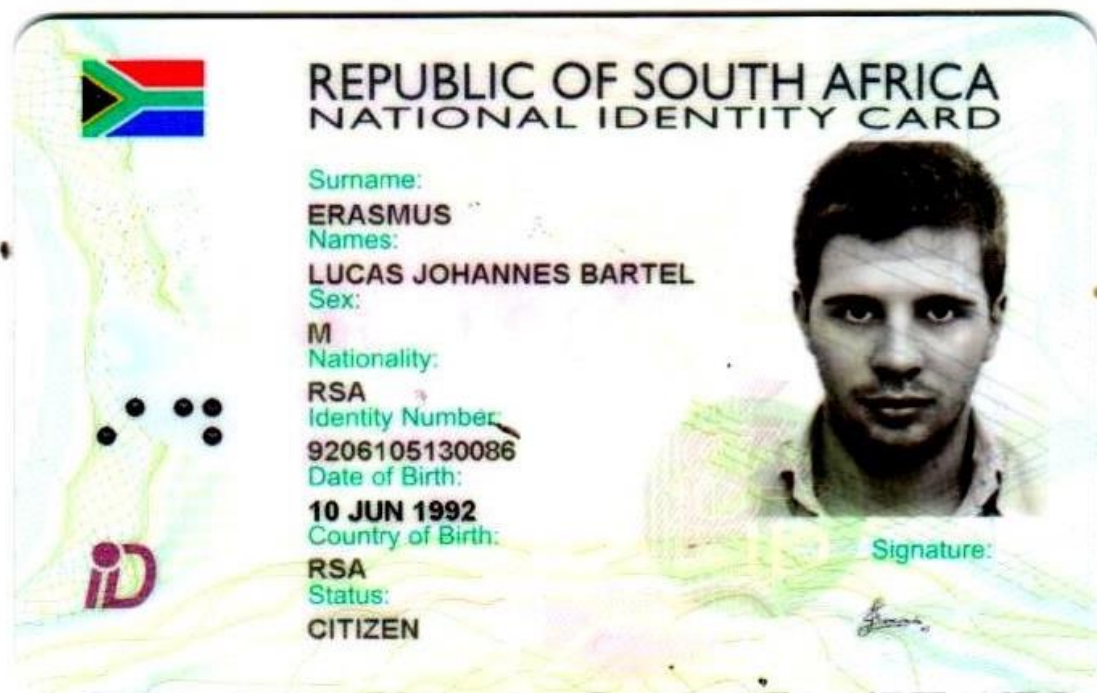 REPUBLIC OF SOUTH AFRICA
NATIONAL IDENTITY CARD
Surname:
ERASMUS
Names:
LUCAS JOHANNES BARTEL
Sex:
M
Nationality:
RSA
Identity Number:
9206105130086
Date of Birth:
10 JUN 1992
Country of Birth:
RSA
Status:
CITIZEN
Signature:
iD